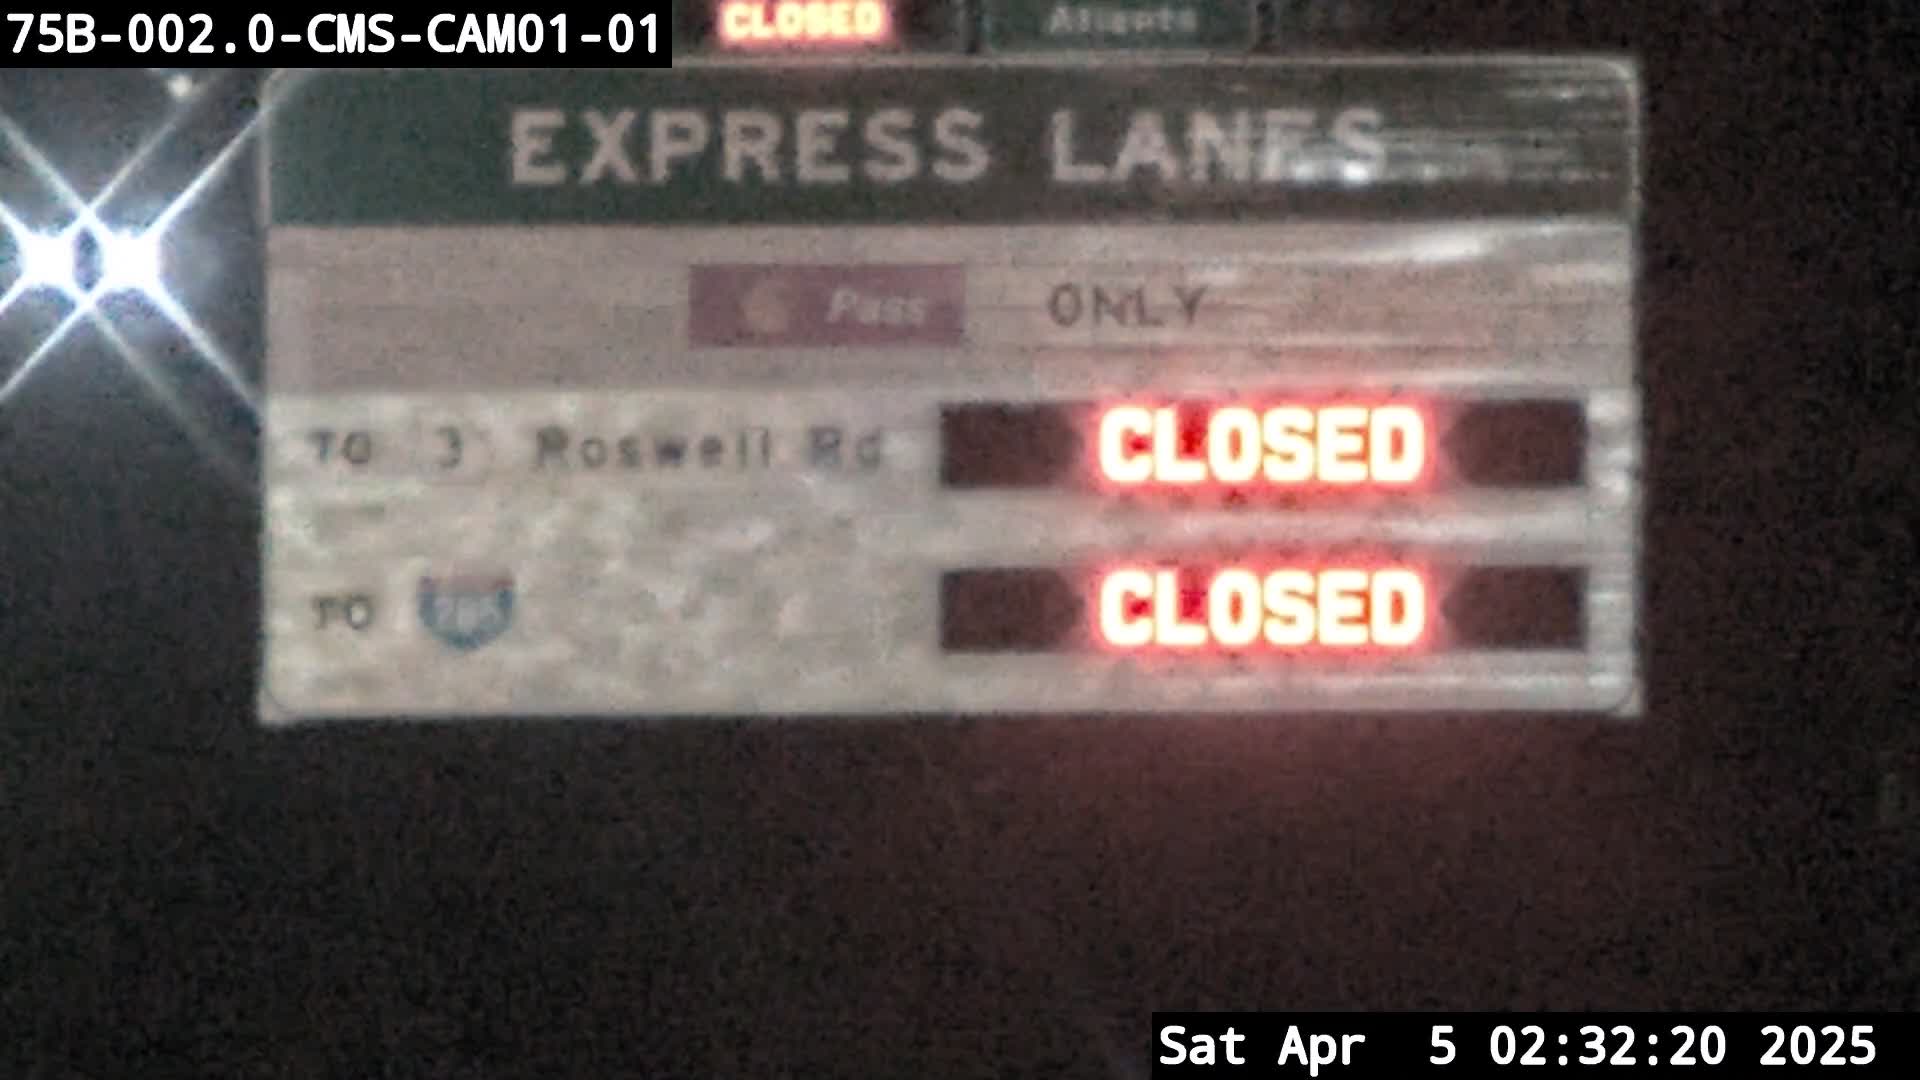 75B-002.0-CMS-CAM01-01
CLOSED
Atlanta
EXPRESS LANES
Pass ONLY
TO 3 Roswell Rd CLOSED
TO CLOSED
Sat Apr 5 02:32:20 2025